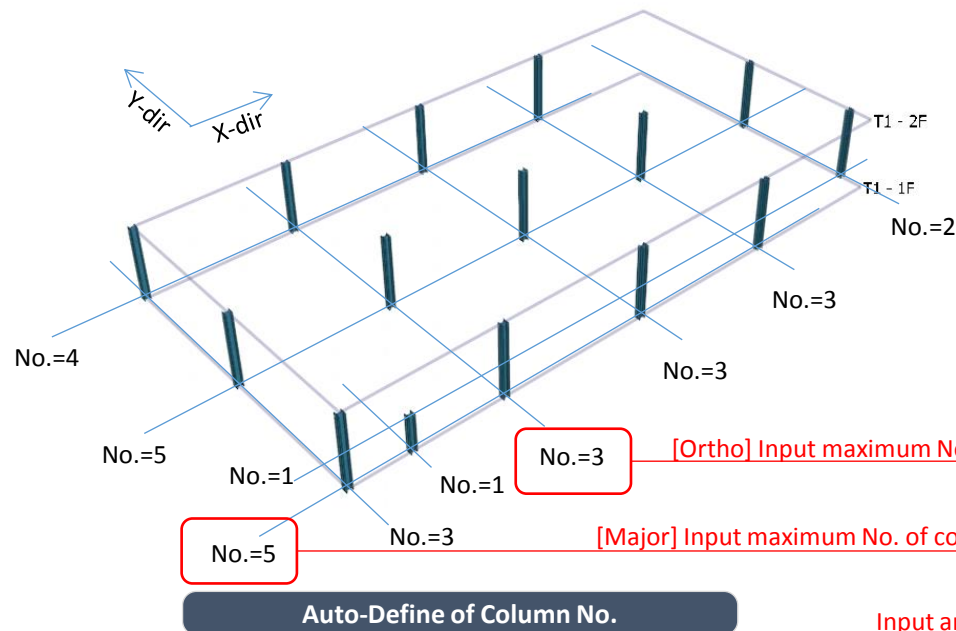 Y-dir
X-dir
T1 - 2F
T1 - 1F
No.=2
No.=3
No.=4
No.=3
No.=5
No.=3
[Ortho] Input maximum
No.=1
No.=1
No.=3
[Major] Input maximum No. of
No.=5
Auto-Define of Column No.
Input